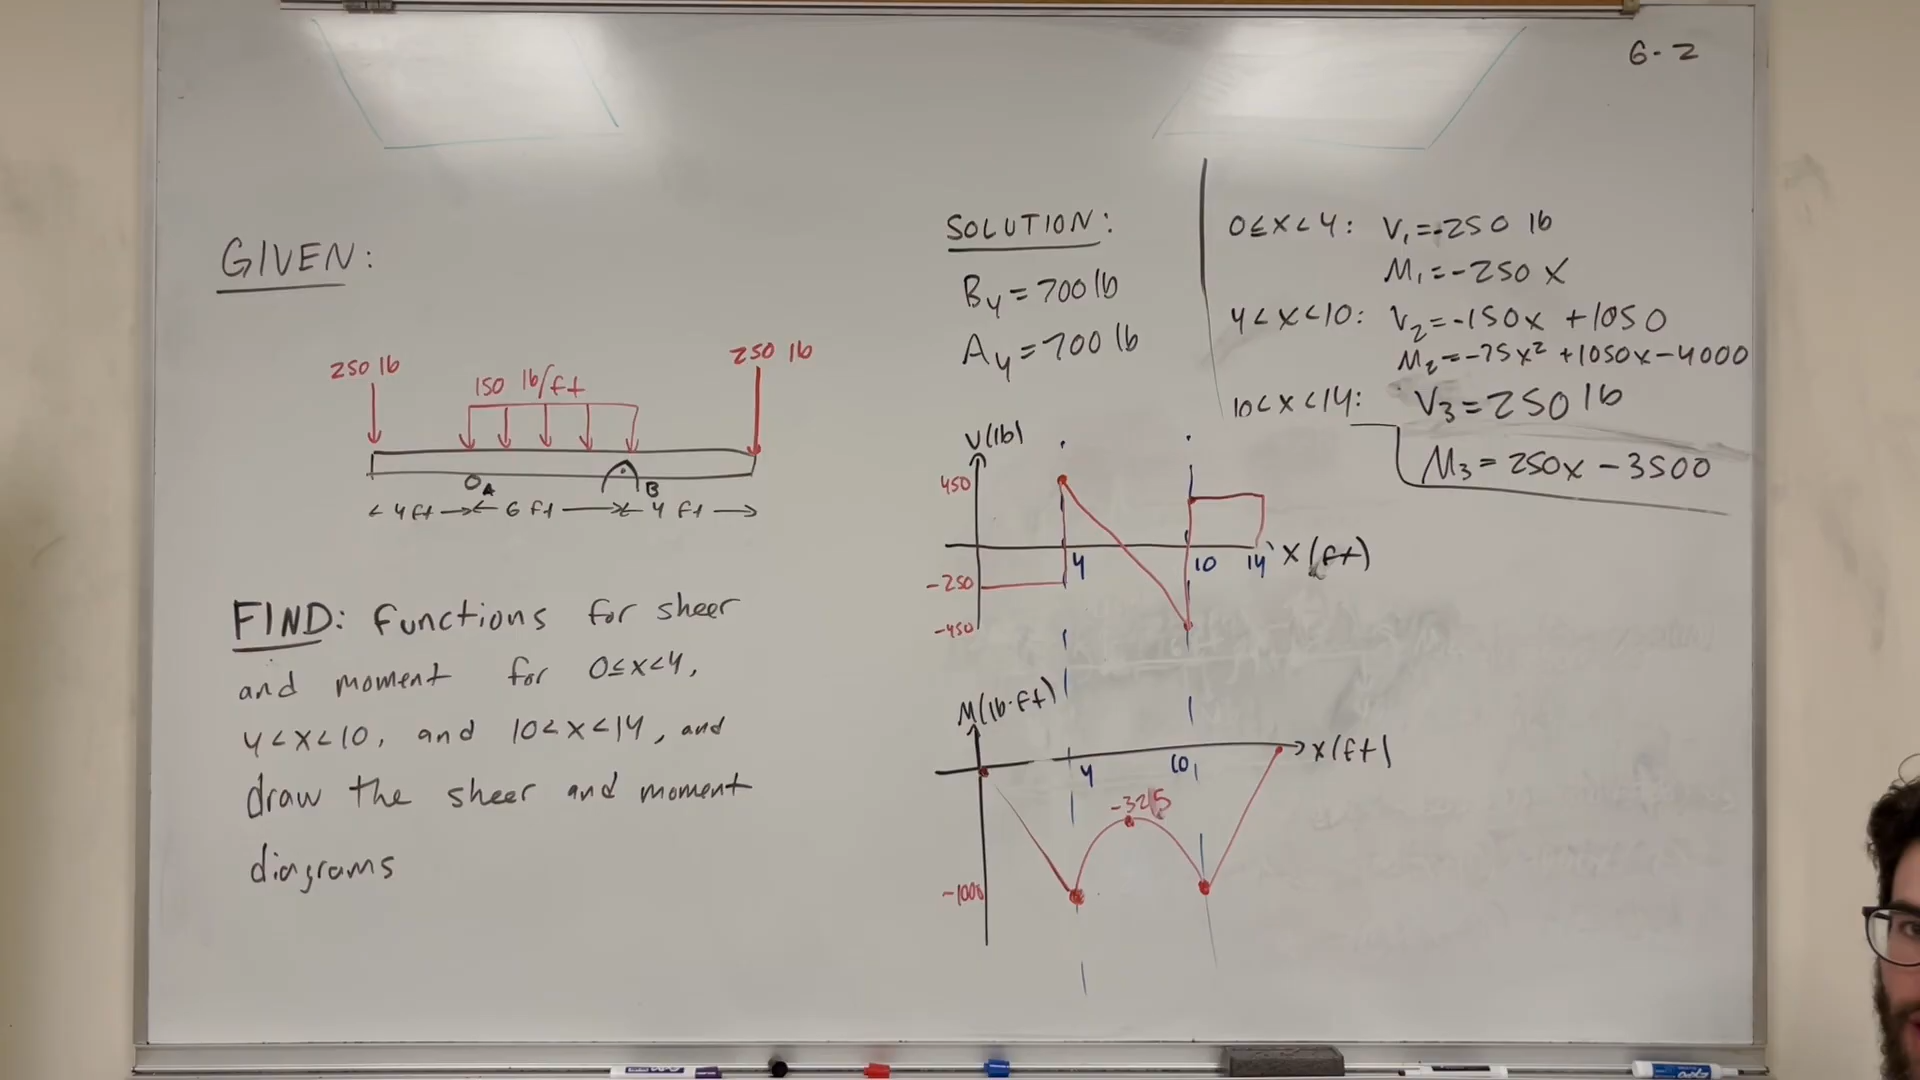 6-2
GIVEN:
250 lb
150 lb/ft
250 lb
A
B
4 ft
6 ft
4 ft
FIND: functions for sheer
and moment for 0≤x<4,
4<x<10, and 10<x<14, and
draw the sheer and moment
diagrams
SOLUTION:
By=700 lb
Ay=700 lb
0≤x<4: V₁=-250 lb
M₁=-250x
4<x<10: V₂=-150x+1050
M₂=-75x²+1050x-4000
10<x<14: V₃=250 lb
M₃=250x-3500
V(lb)
450
4 10 14 x(ft)
-250
-450
M(lb·ft)
x(ft)
4 10
-325
-1000